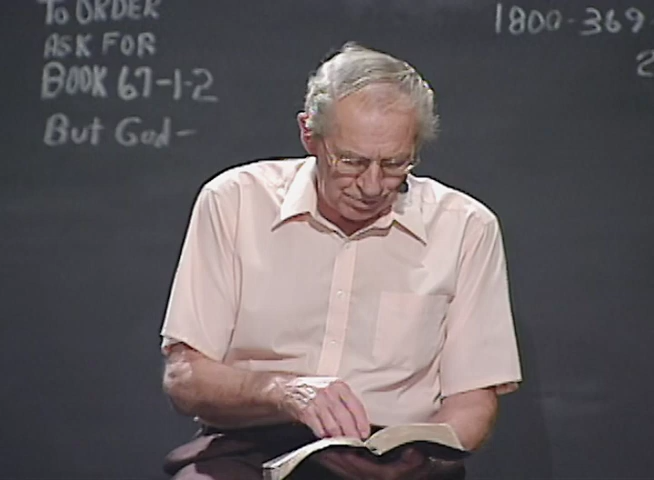 To ORDER
ASK FOR
BOOK 67-1-2
But God-
1800-369-
2